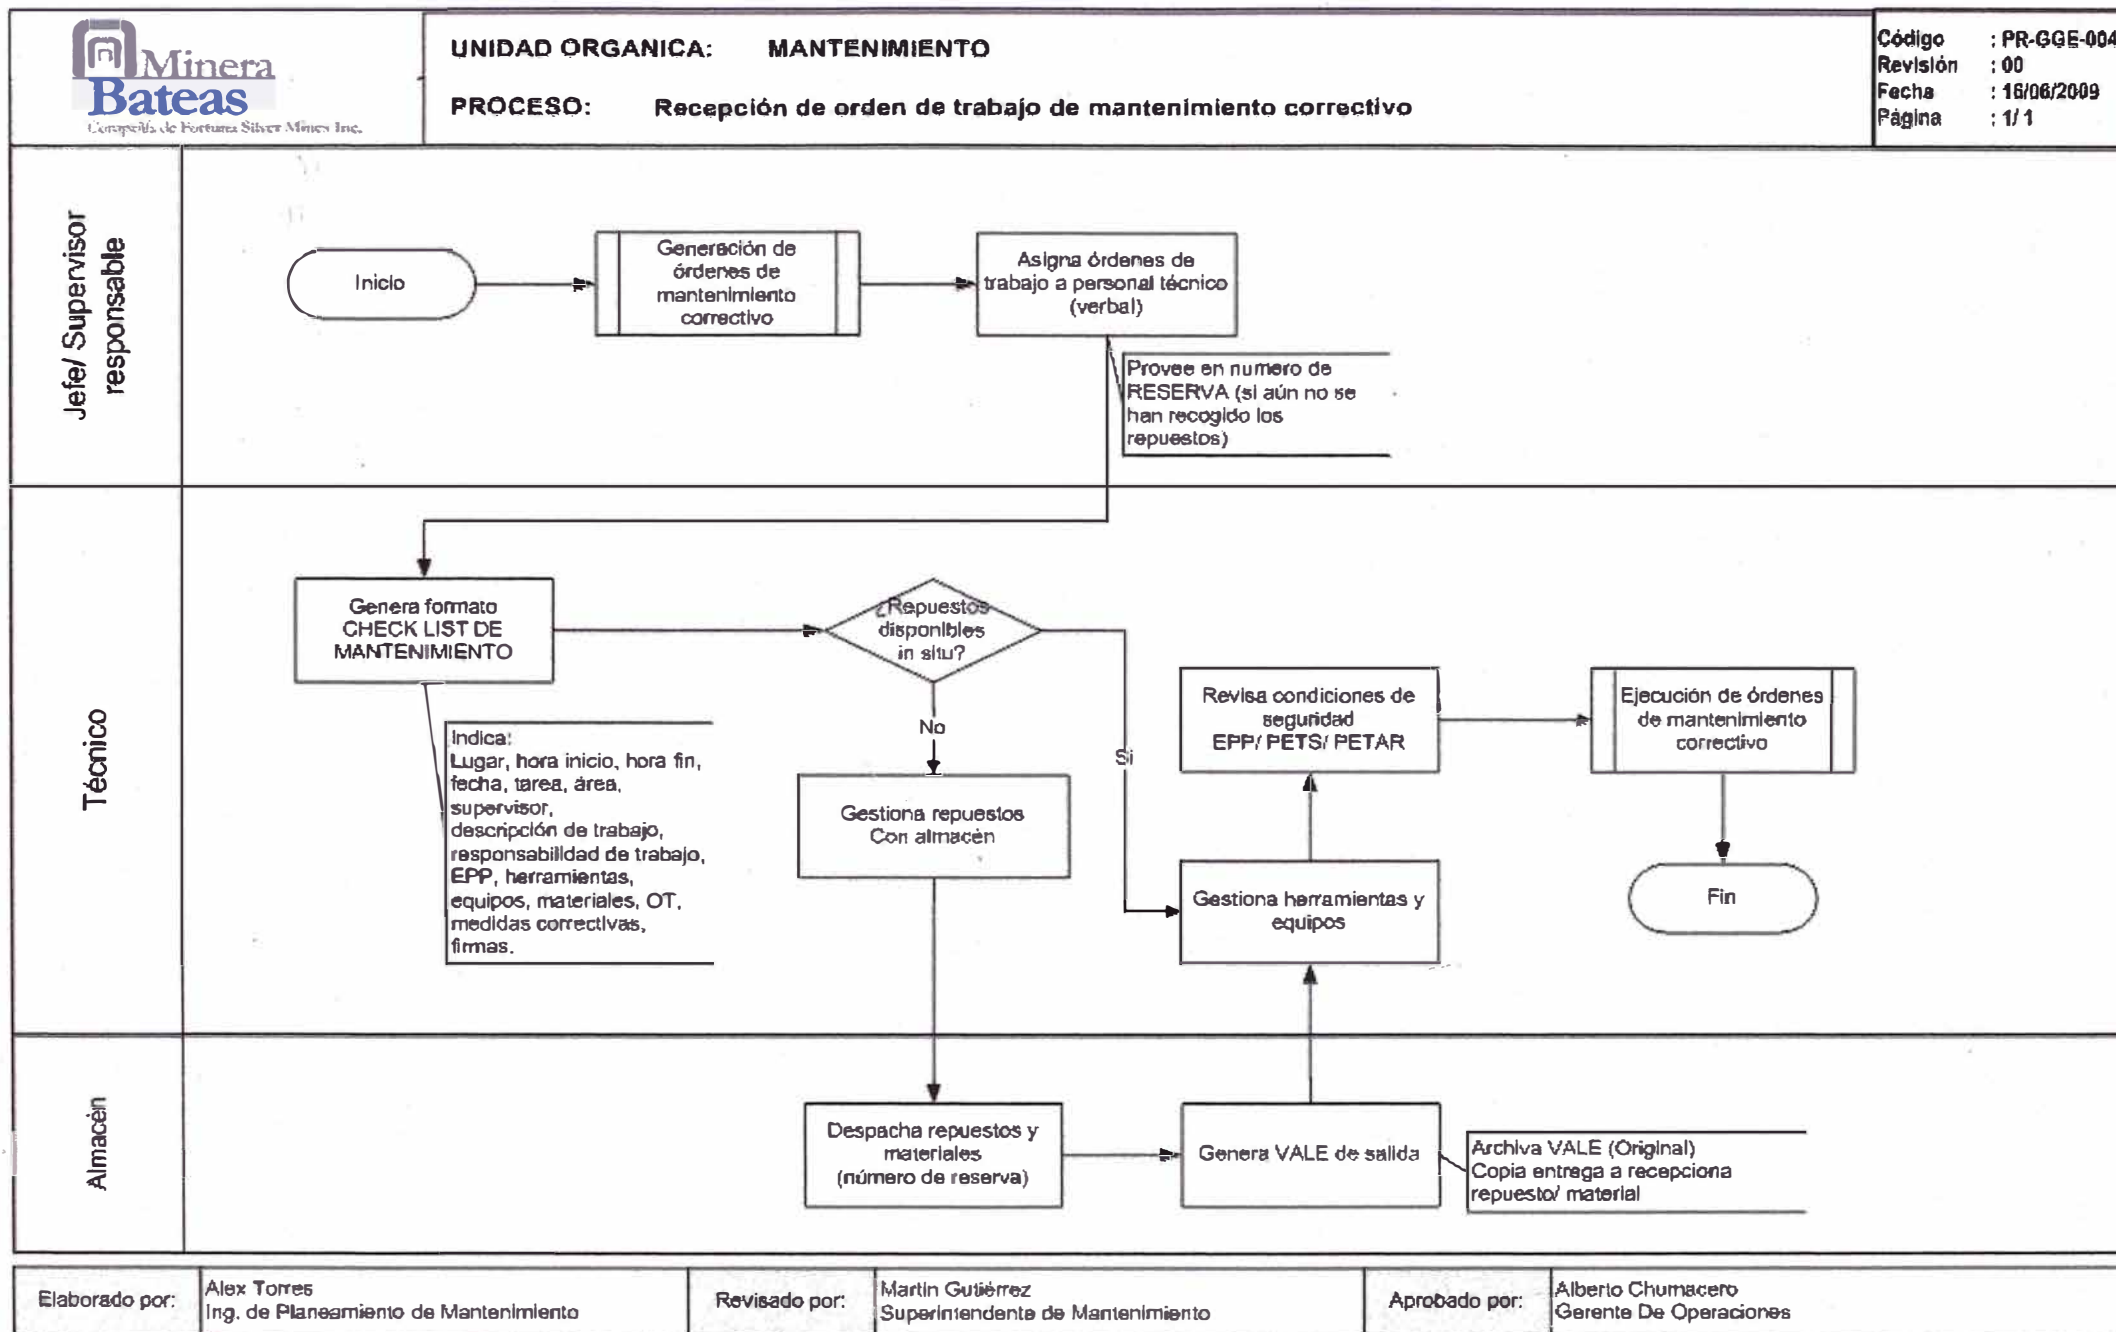 Minera
Bateas
Compañía de Fortuna Silver Mines Inc.
UNIDAD ORGANICA: MANTENIMIENTO
PROCESO: Recepción de orden de trabajo de mantenimiento correctivo
Código : PR-GGE-004
Revisión : 00
Fecha : 16/06/2009
Página : 1/ 1
Jefe/ Supervisor
responsable
Inicio
Generación de
órdenes de
mantenimiento
correctivo
Asigna órdenes de
trabajo a personal técnico
(verbal)
Provee en numero de
RESERVA (si aún no se
han recogido los
repuestos)
Técnico
Genera formato
CHECK LIST DE
MANTENIMIENTO
Indica:
Lugar, hora inicio, hora fin,
fecha, tarea, área,
supervisor,
descripción de trabajo,
responsabilidad de trabajo,
EPP, herramientas,
equipos, materiales, OT,
medidas correctivas,
firmas.
¿Repuestos
disponibles
in situ?
No
Si
Gestiona repuestos
Con almacén
Revisa condiciones de
seguridad
EPP/ PETS/ PETAR
Gestiona herramientas y
equipos
Ejecución de órdenes
de mantenimiento
correctivo
Fin
Almacén
Despacha repuestos y
materiales
(número de reserva)
Genera VALE de salida
Archiva VALE (Original)
Copia entrega a recepciona
repuesto/ material
Elaborado por:
Alex Torres
Ing. de Planeamiento de Mantenimiento
Revisado por:
Martin Gutiérrez
Superintendente de Mantenimiento
Aprobado por:
Alberto Chumacero
Gerente De Operaciones